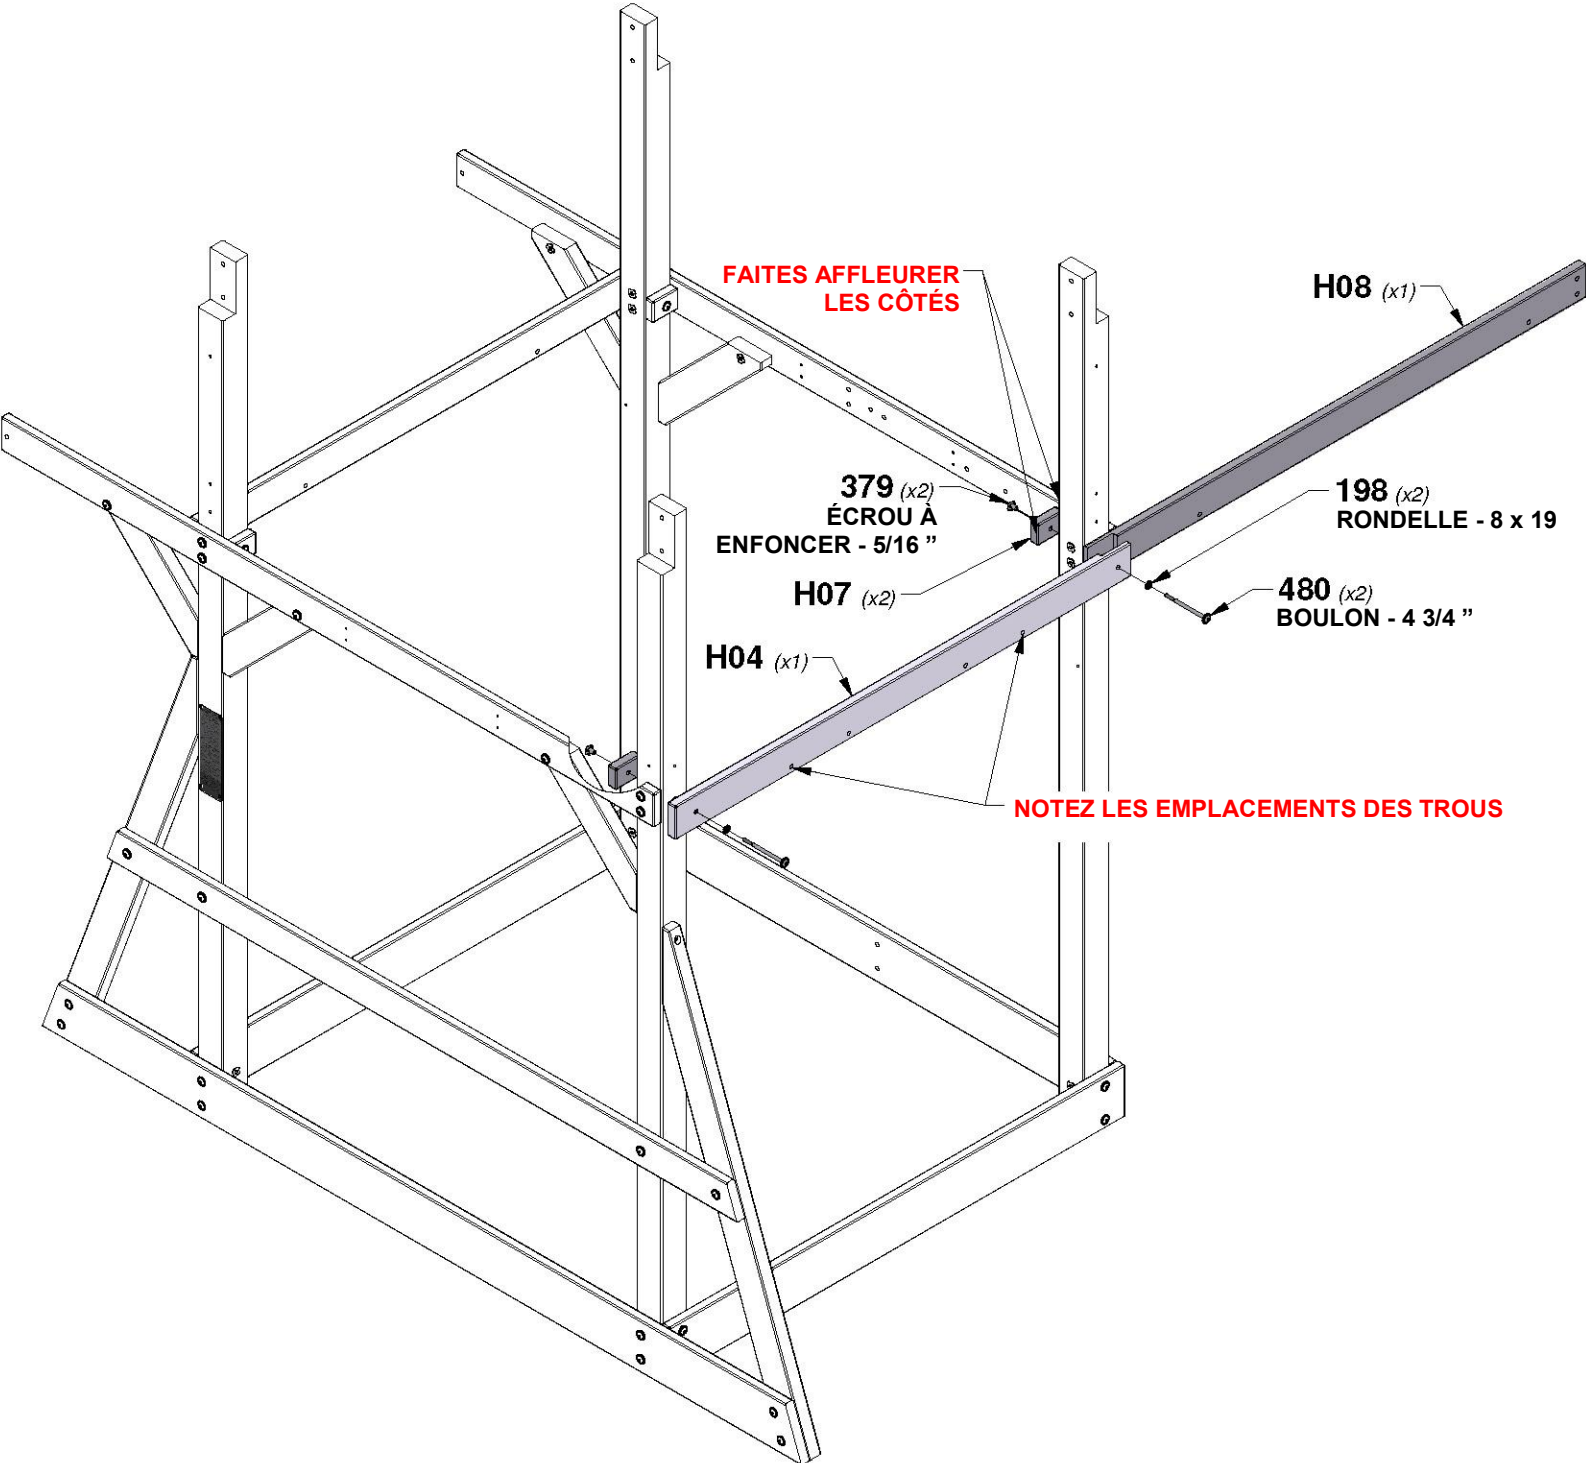 FAITES AFFLEURER
LES CÔTÉS
H08 (x1)
379 (x2)
ÉCROU À
ENFONCER - 5/16 ”
198 (x2)
RONDELLE - 8 x 19
H07 (x2)
480 (x2)
BOULON - 4 3/4 ”
H04 (x1)
NOTEZ LES EMPLACEMENTS DES TROUS